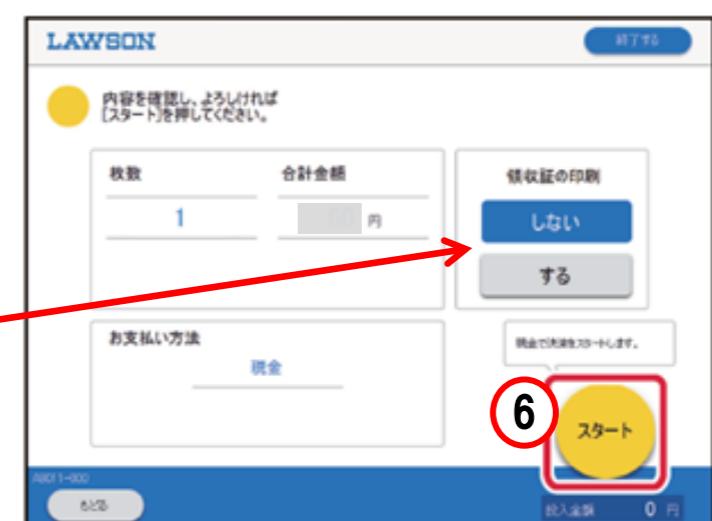 LAWSON
終了する
内容を確認し、よろしければ
[スタート]を押してください。
枚数
合計金額
領収証の印刷
1
円
しない
する
お支払い方法
現金
現金で決済をスタートします。
6
スタート
もどる
投入金額 0 円